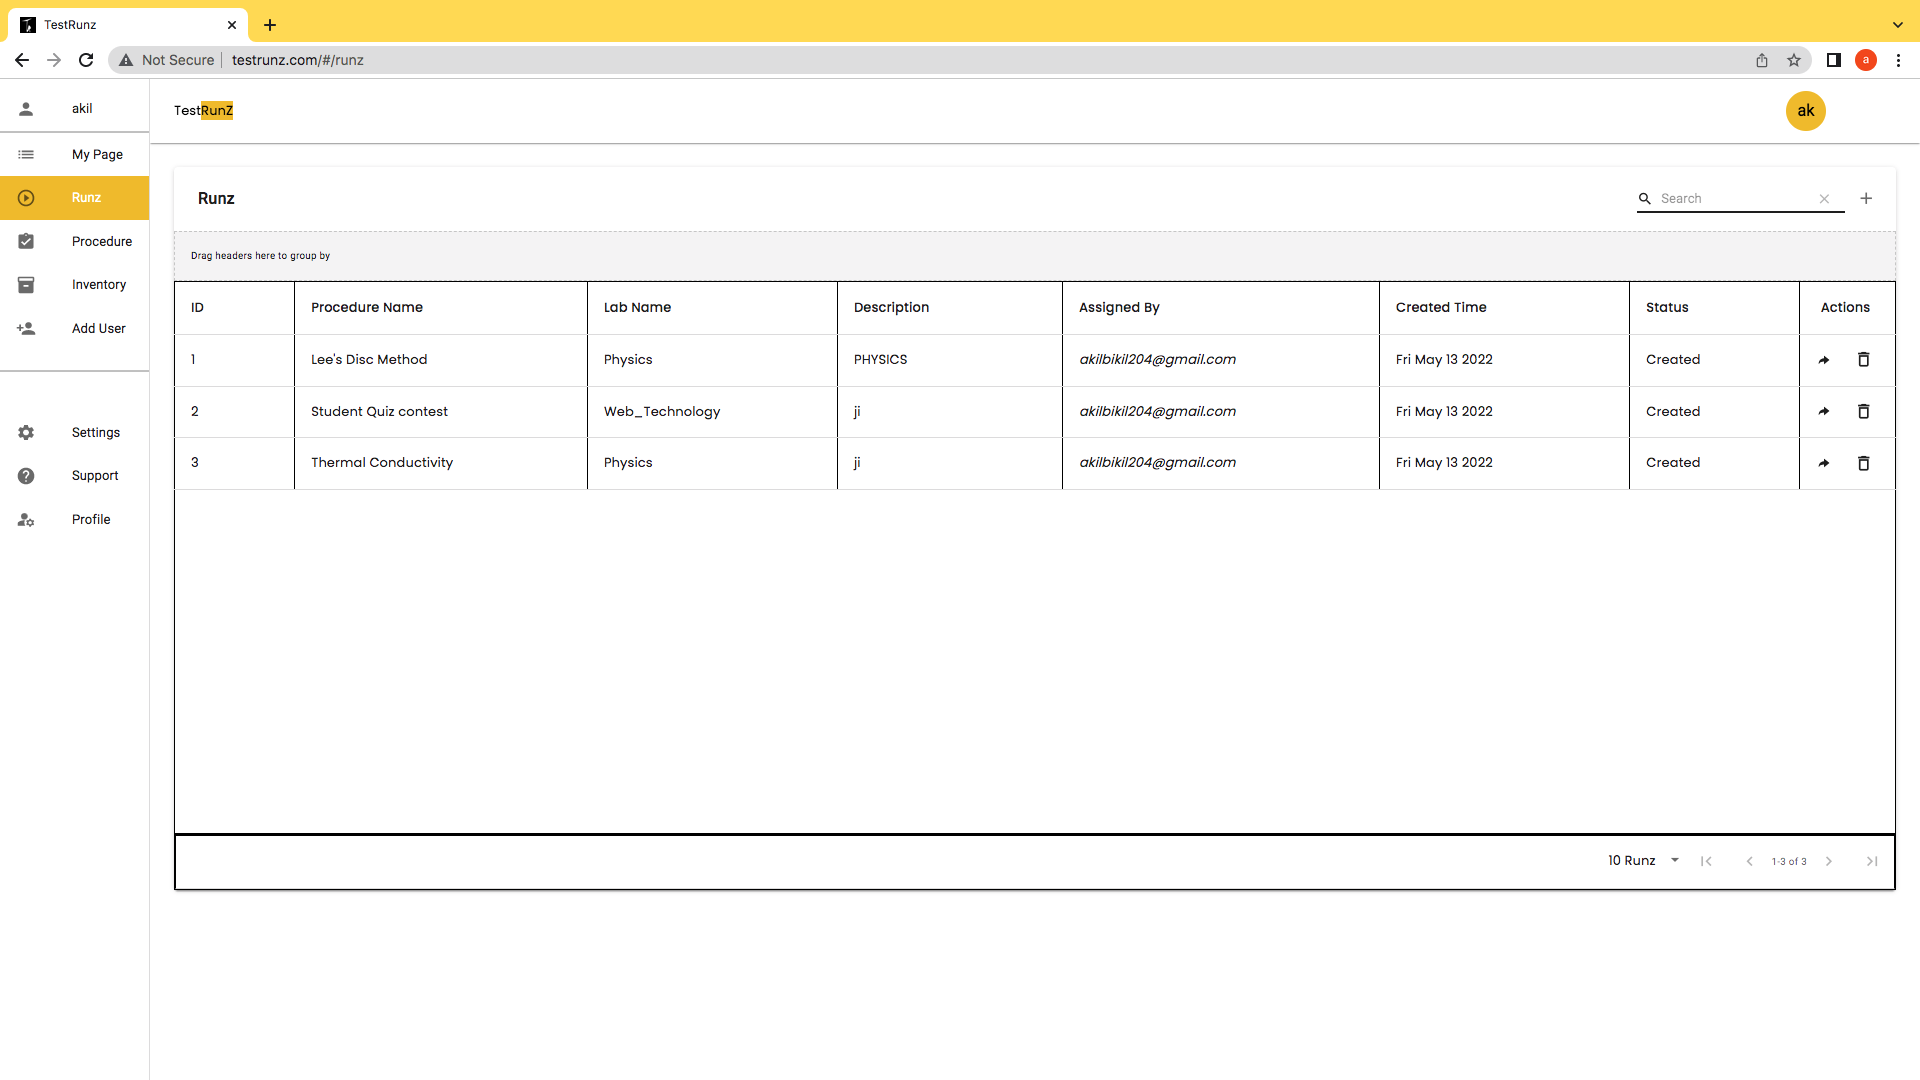 TestRunz
Not Secure testrunz.com/#/runz
a
akil
TestRunZ
ak
My Page
Runz
Procedure
Inventory
Add User
Settings
Support
Profile
Runz
Search
Drag headers here to group by
ID Procedure Name Lab Name Description Assigned By Created Time Status Actions
1 Lee's Disc Method Physics PHYSICS akilbikil204@gmail.com Fri May 13 2022 Created
2 Student Quiz contest Web_Technology ji akilbikil204@gmail.com Fri May 13 2022 Created
3 Thermal Conductivity Physics ji akilbikil204@gmail.com Fri May 13 2022 Created
10 Runz 1-3 of 3